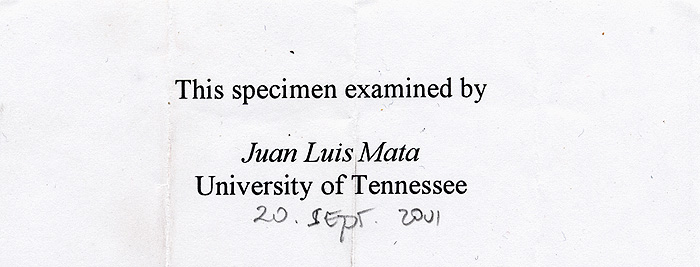 This specimen examined by
Juan Luis Mata
University of Tennessee
20. Sept. 2001